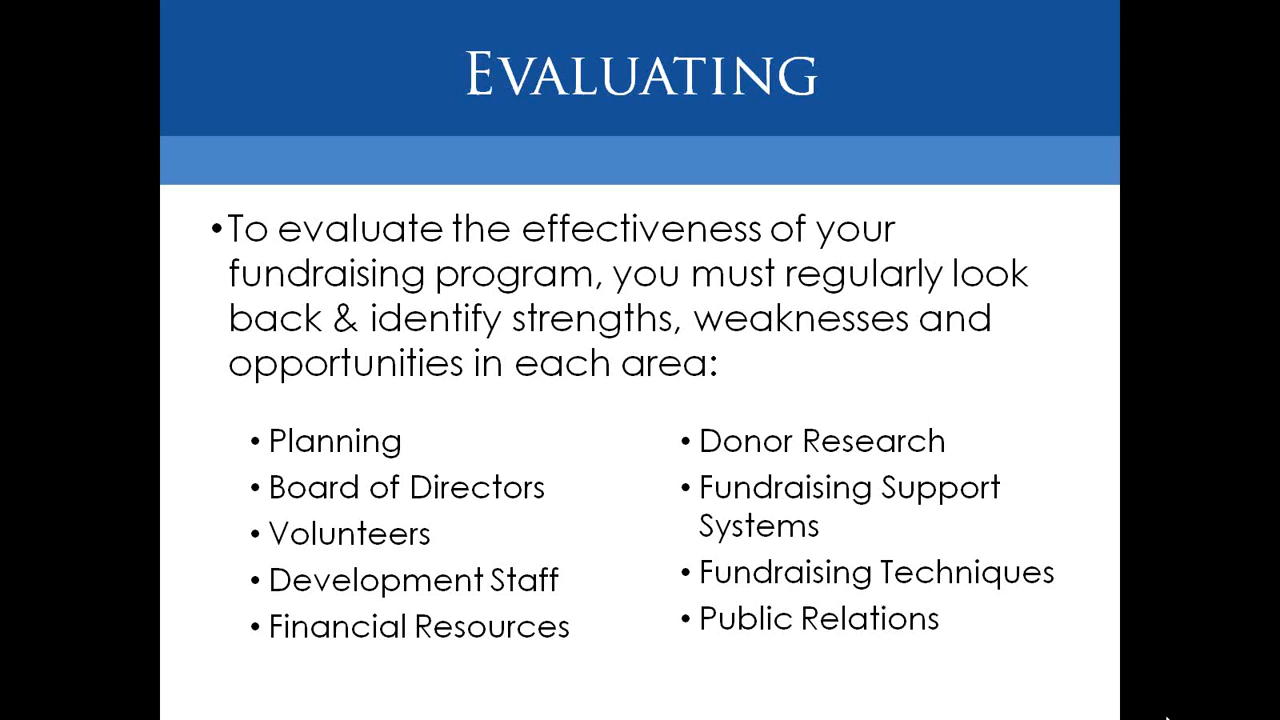 EVALUATING
•To evaluate the effectiveness of your
fundraising program, you must regularly look
back & identify strengths, weaknesses and
opportunities in each area:
• Planning
• Board of Directors
• Volunteers
• Development Staff
• Financial Resources
• Donor Research
• Fundraising Support
Systems
• Fundraising Techniques
• Public Relations